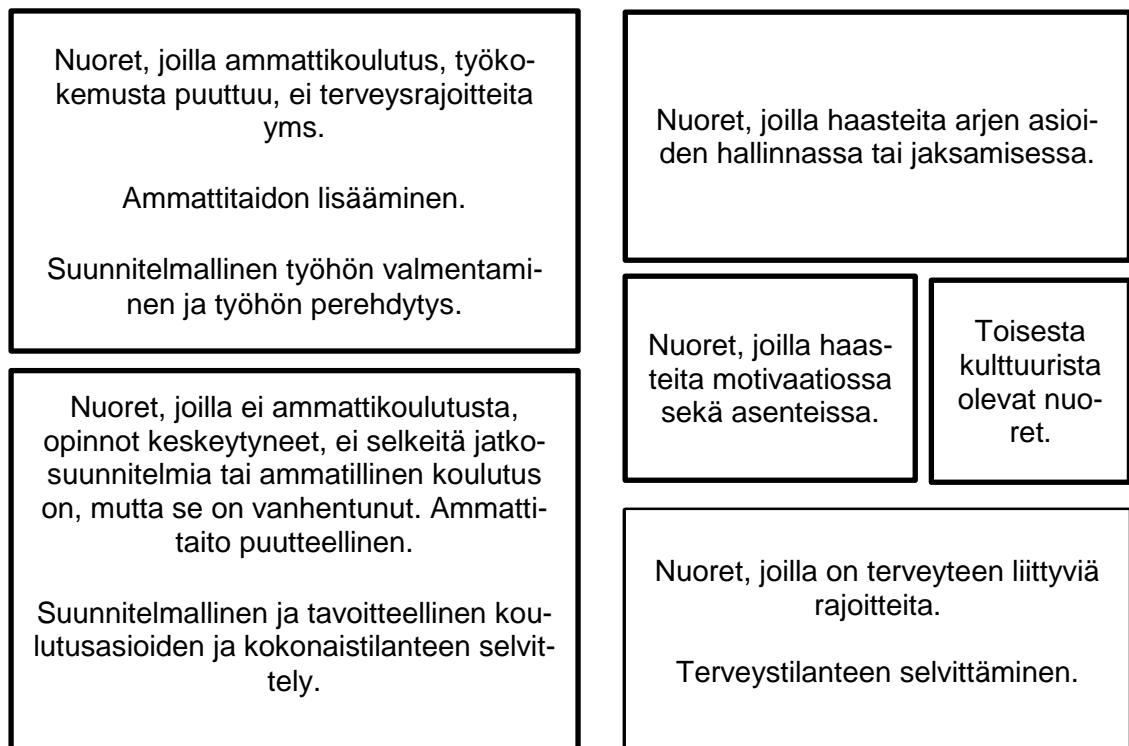 Nuoret, joilla ammattikoulutus, työko-
kemusta puuttuu, ei terveysrajoitteita
yms.
Ammattitaidon lisääminen.
Suunnitelmallinen työhön valmentami-
nen ja työhön perehdytys.
Nuoret, joilla ei ammattikoulutusta,
opinnot keskeytyneet, ei selkeitä jatko-
suunnitelmia tai ammatillinen koulutus
on, mutta se on vanhentunut. Ammatti-
taito puutteellinen.
Suunnitelmallinen ja tavoitteellinen kou-
lutusasioiden ja kokonaistilanteen selvit-
tely.
Nuoret, joilla haasteita arjen asioi-
den hallinnassa tai jaksamisessa.
Nuoret, joilla haas-
teita motivaatiossa
sekä asenteissa.
Toisesta
kulttuurista
olevat nuo-
ret.
Nuoret, joilla on terveyteen liittyviä
rajoitteita.
Terveystilanteen selvittäminen.